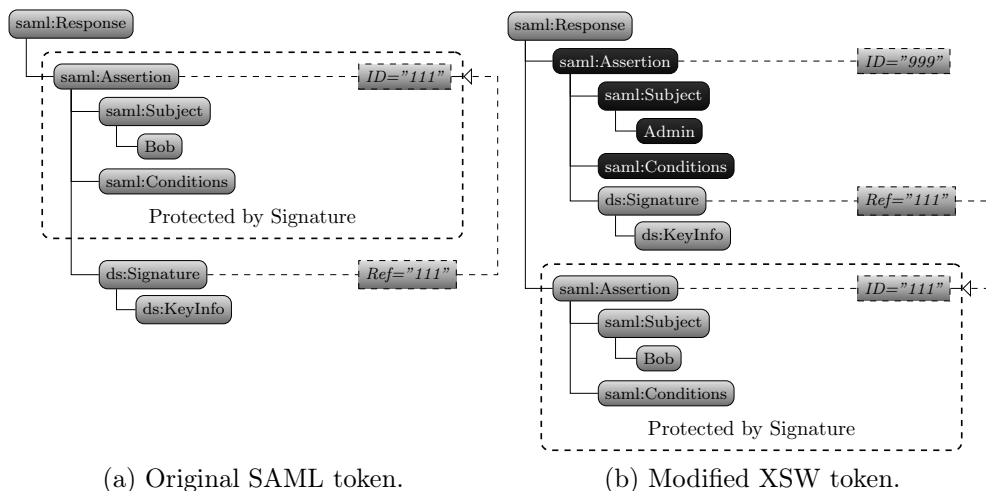 saml:Response
saml:Assertion
ID="111"
saml:Subject
Bob
saml:Conditions
Protected by Signature
ds:Signature
Ref="111"
ds:KeyInfo
(a) Original SAML token.
saml:Response
saml:Assertion
ID="999"
saml:Subject
Admin
saml:Conditions
ds:Signature
Ref="111"
ds:KeyInfo
saml:Assertion
ID="111"
saml:Subject
Bob
saml:Conditions
Protected by Signature
(b) Modified XSW token.